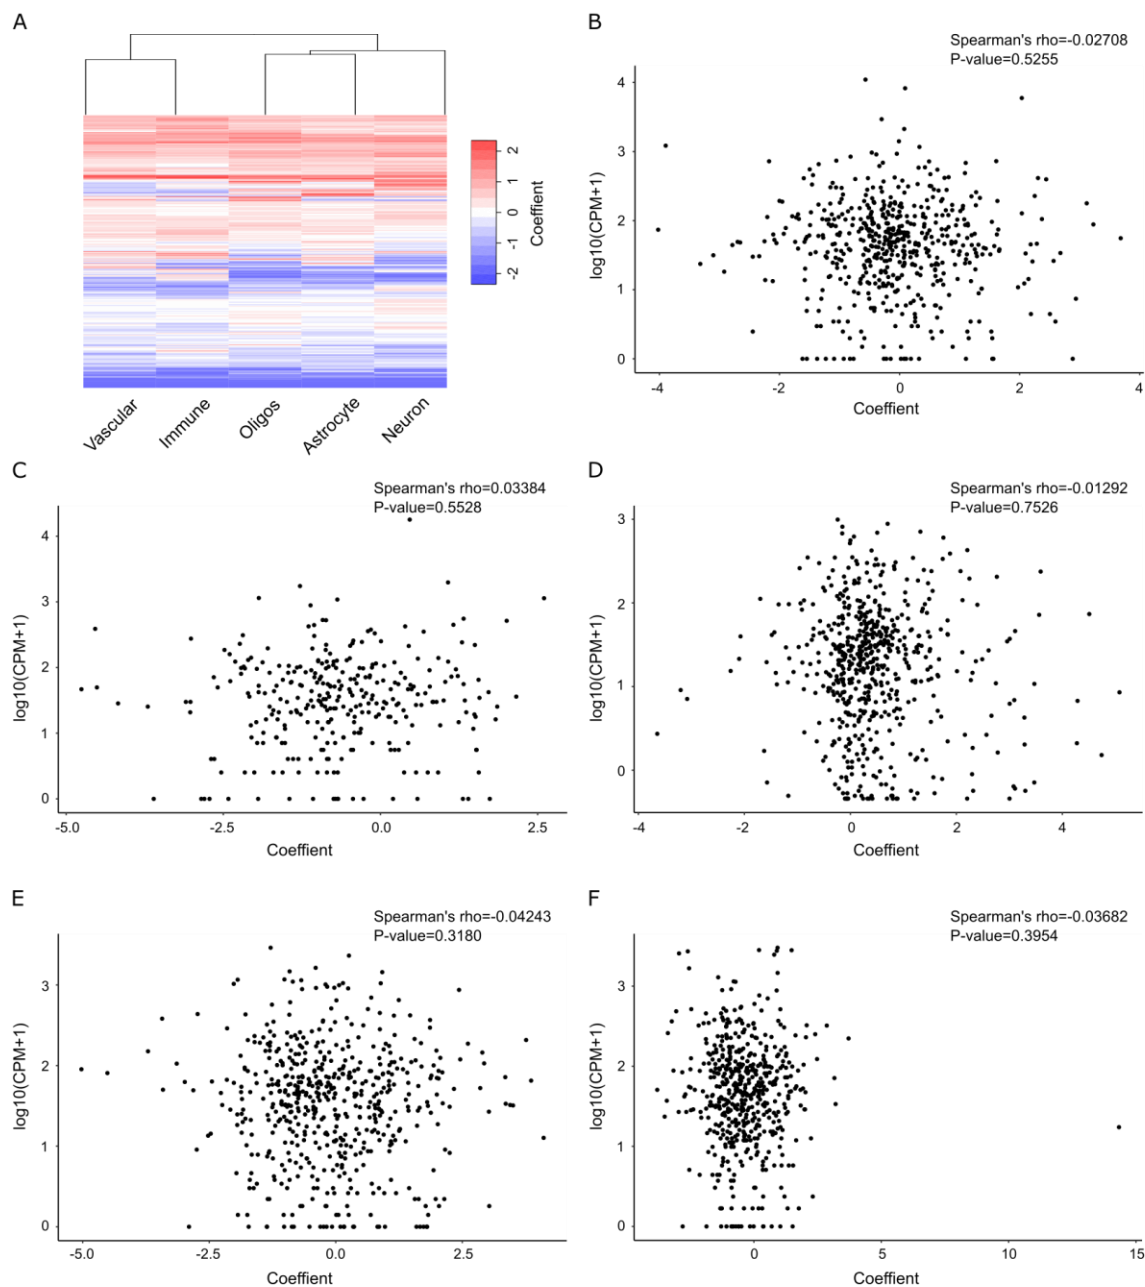 A
2
1
0
-1
-2
Coeffient
Vascular
Immune
Oligos
Astrocyte
Neuron
B
Spearman's rho=-0.02708
P-value=0.5255
log10(CPM+1)
4
3
2
1
0
-4
-2
0
2
4
Coeffient
C
Spearman's rho=0.03384
P-value=0.5528
log10(CPM+1)
4
3
2
1
0
-5.0
-2.5
0.0
2.5
Coeffient
D
Spearman's rho=-0.01292
P-value=0.7526
log10(CPM+1)
3
2
1
0
-4
-2
0
2
4
Coeffient
E
Spearman's rho=-0.04243
P-value=0.3180
log10(CPM+1)
3
2
1
0
-5.0
-2.5
0.0
2.5
Coeffient
F
Spearman's rho=-0.03682
P-value=0.3954
log10(CPM+1)
3
2
1
0
0
5
10
15
Coeffient